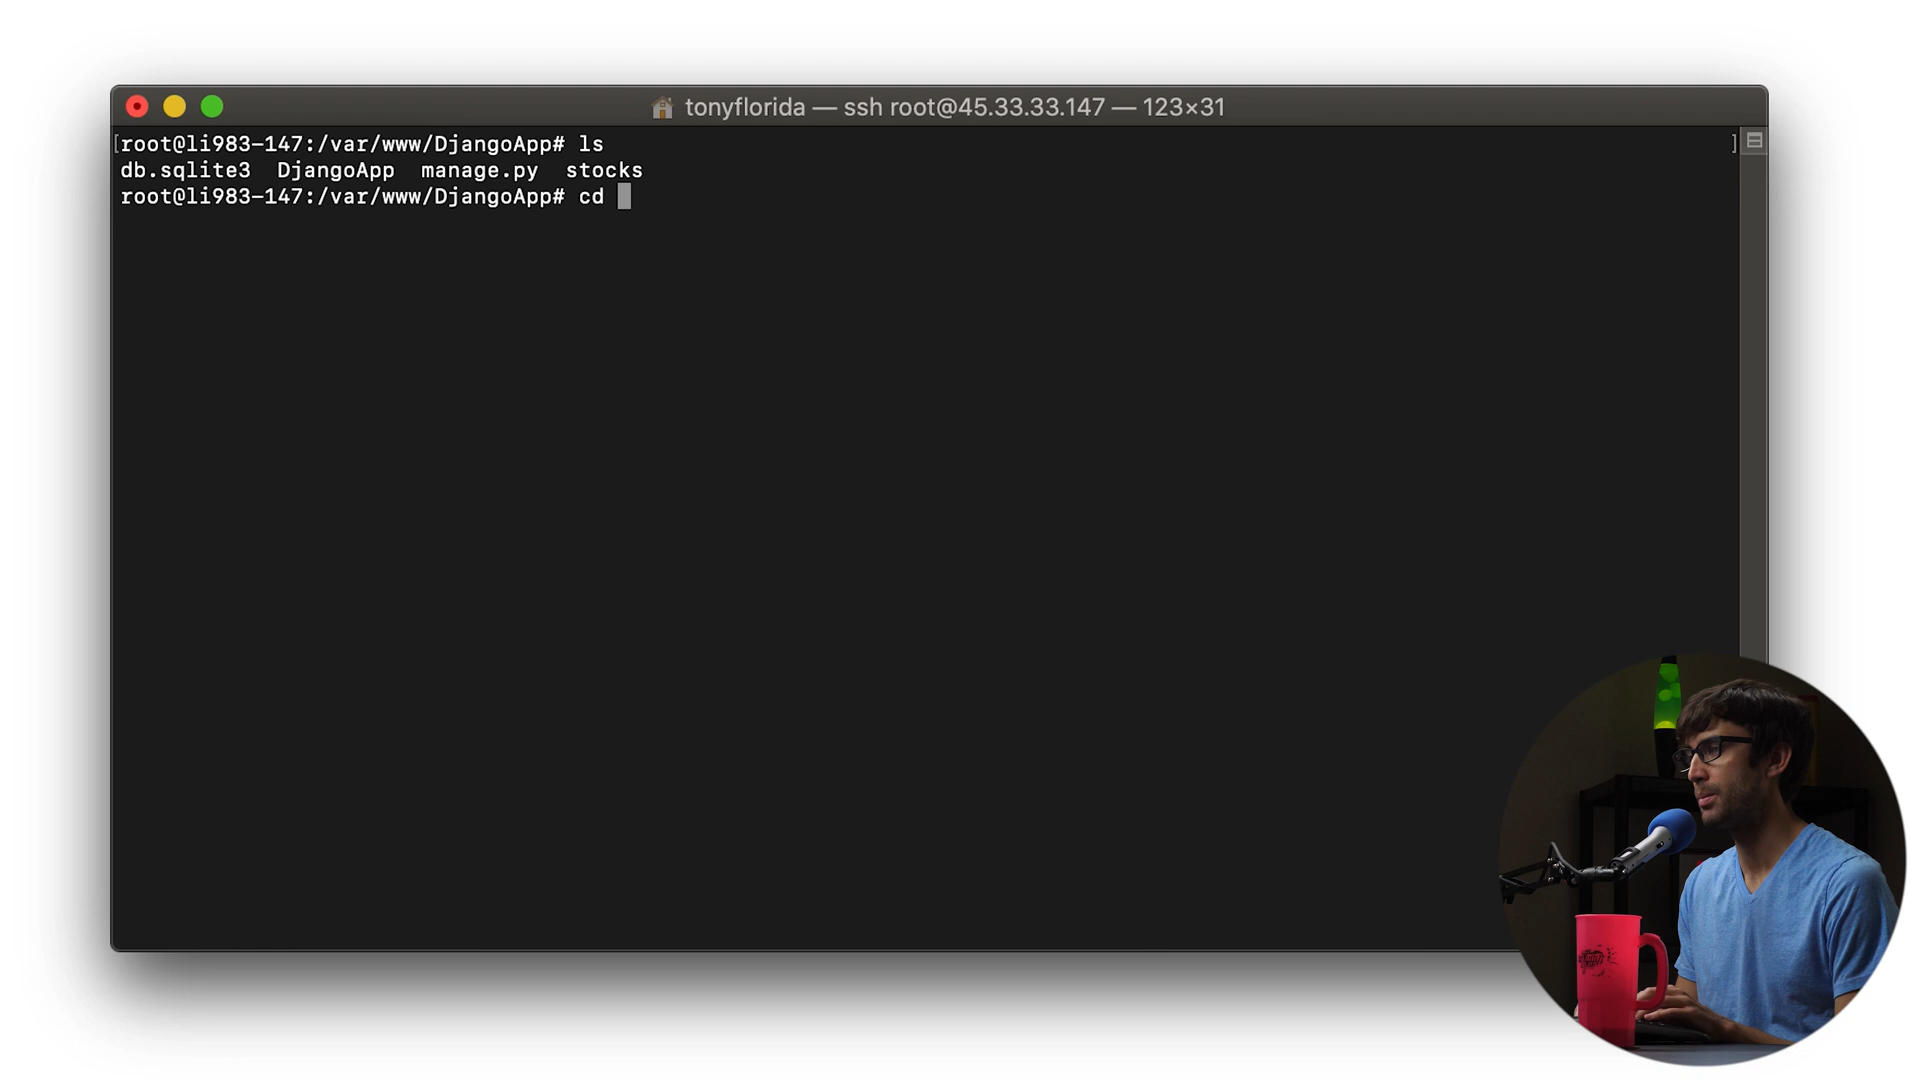 tonyflorida — ssh root@45.33.33.147 — 123×31
[root@li983-147:/var/www/DjangoApp# ls ]
db.sqlite3 DjangoApp manage.py stocks
root@li983-147:/var/www/DjangoApp# cd